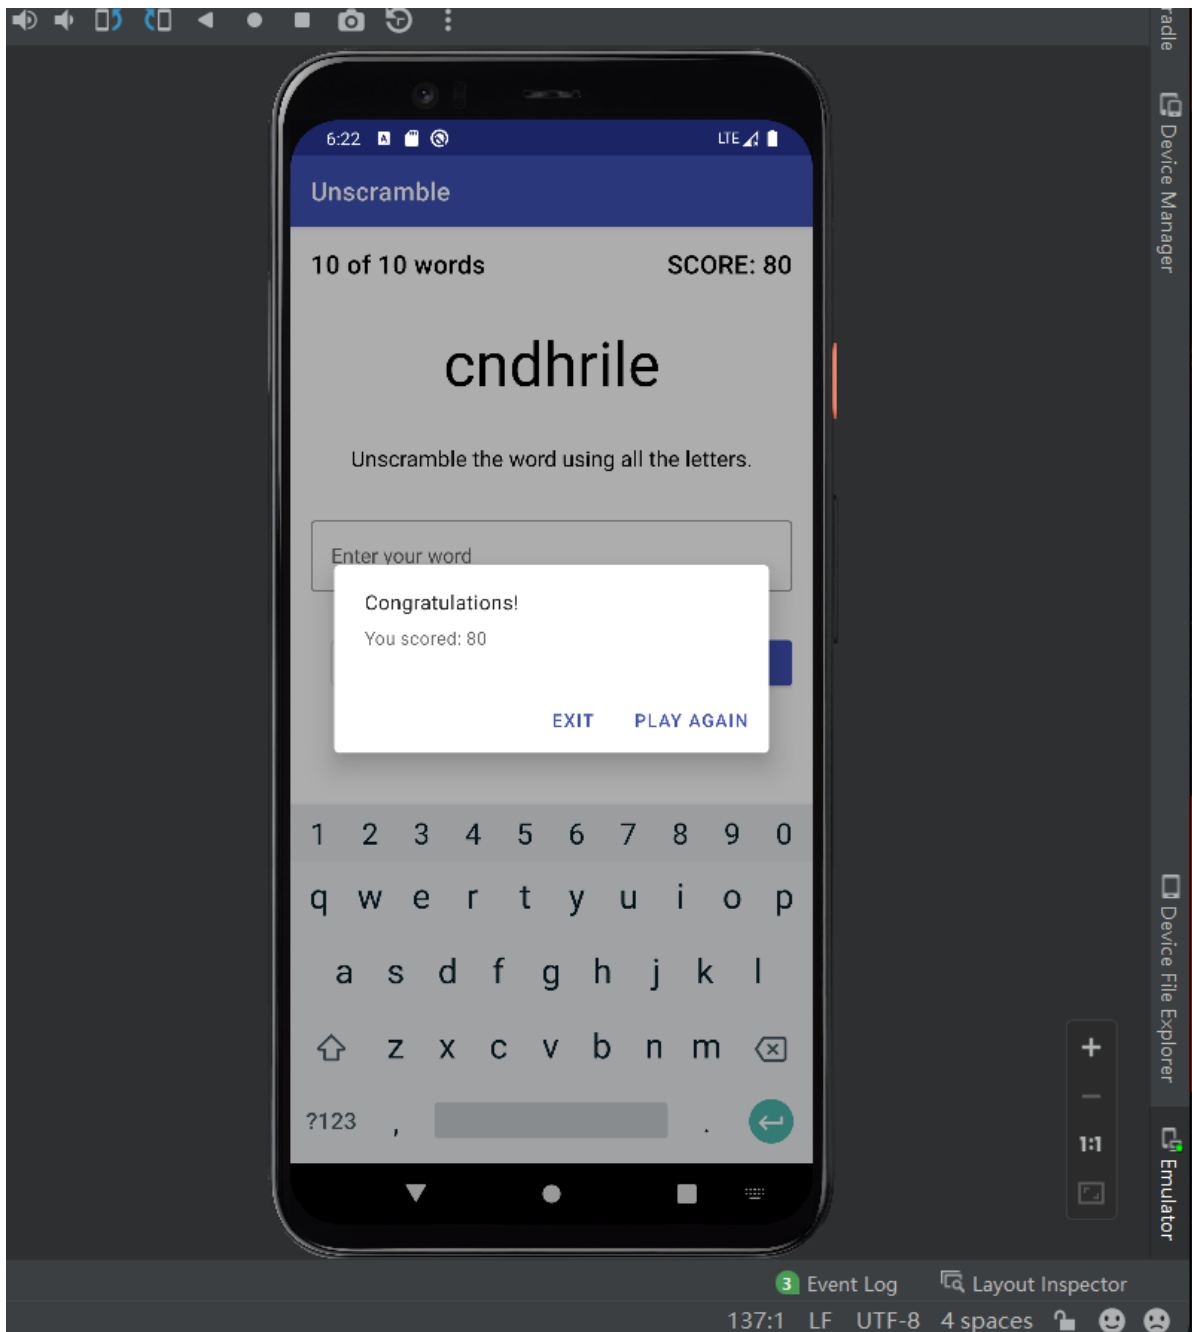 radle
Device Manager
6:22 A LTE
Unscramble
10 of 10 words SCORE: 80
cndhrile
Unscramble the word using all the letters.
Enter your word
Congratulations!
You scored: 80
EXIT PLAY AGAIN
1 2 3 4 5 6 7 8 9 0
q w e r t y u i o p
a s d f g h j k l
z x c v b n m
?123 , .
Device File Explorer
1:1
Emulator
3 Event Log Layout Inspector
137:1 LF UTF-8 4 spaces